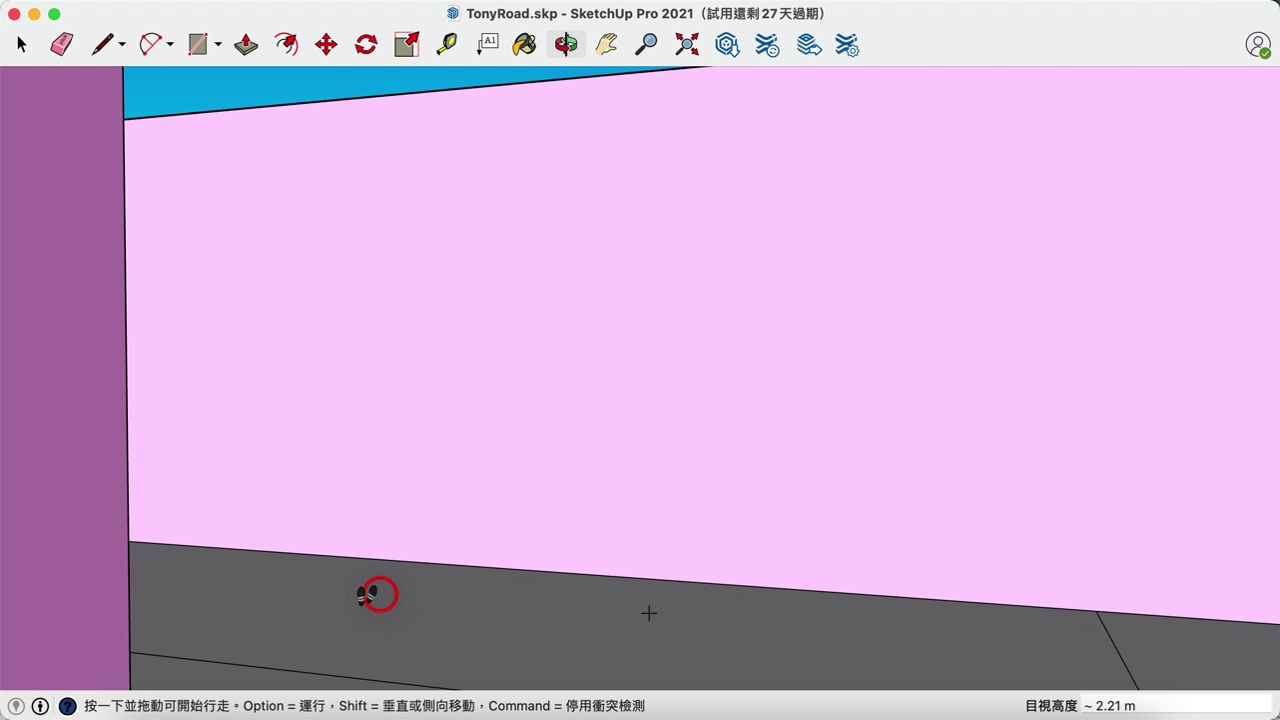 TonyRoad.skp - SketchUp Pro 2021（試用還剩 27 天過期）
A1
按一下並拖動可開始行走。Option = 運行，Shift = 垂直或側向移動，Command = 停用衝突檢測
目視高度 ~ 2.21 m